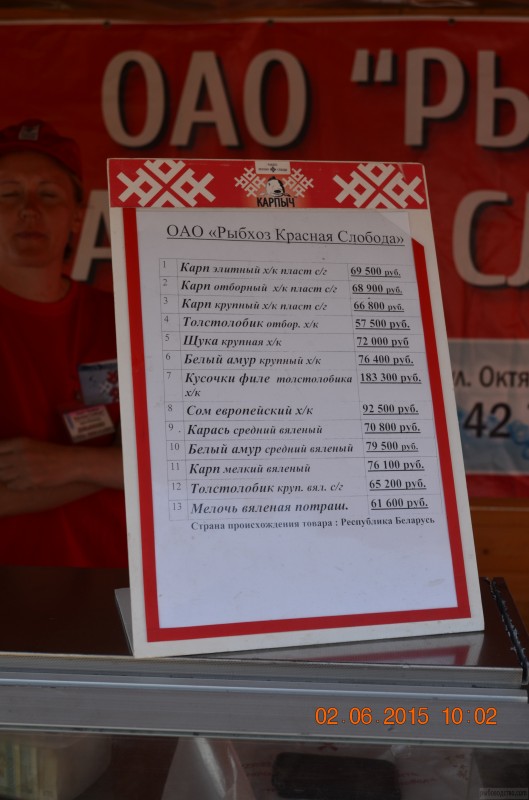 ОАО "РЫ
СЛ
КАРПЫЧ
ОАО «Рыбхоз Красная Слобода»
1 Карп элитный х/к пласт с/г 69 500 руб.
2 Карп отборный х/к пласт с/г 68 900 руб.
3 Карп крупный х/к пласт с/г 66 800 руб.
4 Толстолобик отбор. х/к 57 500 руб.
5 Щука крупная х/к 72 000 руб
6 Белый амур крупный х/к 76 400 руб.
7 Кусочки филе толстолобика 183 300 руб.
х/к
8 Сом европейский х/к 92 500 руб.
9 Карась средний вяленый 70 800 руб.
10 Белый амур средний вяленый 79 500 руб.
11 Карп мелкий вяленый 76 100 руб.
12 Толстолобик круп. вял. с/г 65 200 руб.
13 Мелочь вяленая потраш. 61 600 руб.
Страна происхождения товара : Республика Беларусь
ул. Октя
42
02.06.2015 10:02